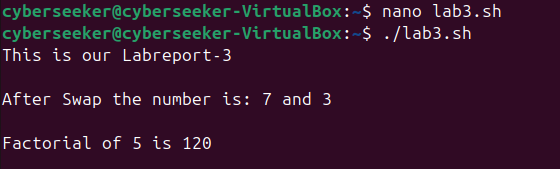 cyberseeker@cyberseeker-VirtualBox:~$ nano lab3.sh
cyberseeker@cyberseeker-VirtualBox:~$ ./lab3.sh
This is our Labreport-3
After Swap the number is: 7 and 3
Factorial of 5 is 120